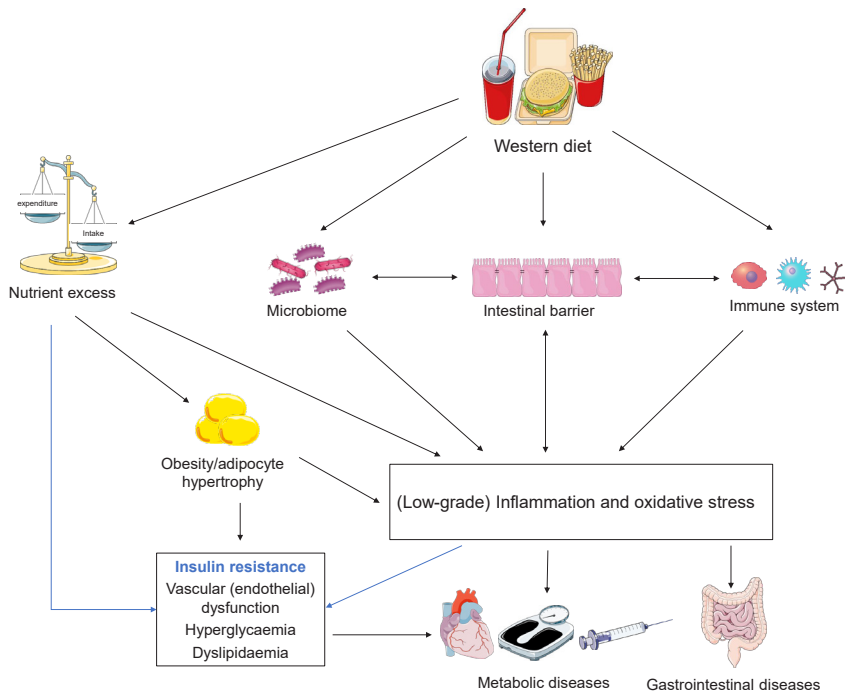 Western diet
expenditure
Intake
Nutrient excess
Microbiome
Intestinal barrier
Immune system
Obesity/adipocyte
hypertrophy
(Low-grade) Inflammation and oxidative stress
Insulin resistance
Vascular (endothelial)
dysfunction
Hyperglycaemia
Dyslipidaemia
Metabolic diseases
Gastrointestinal diseases